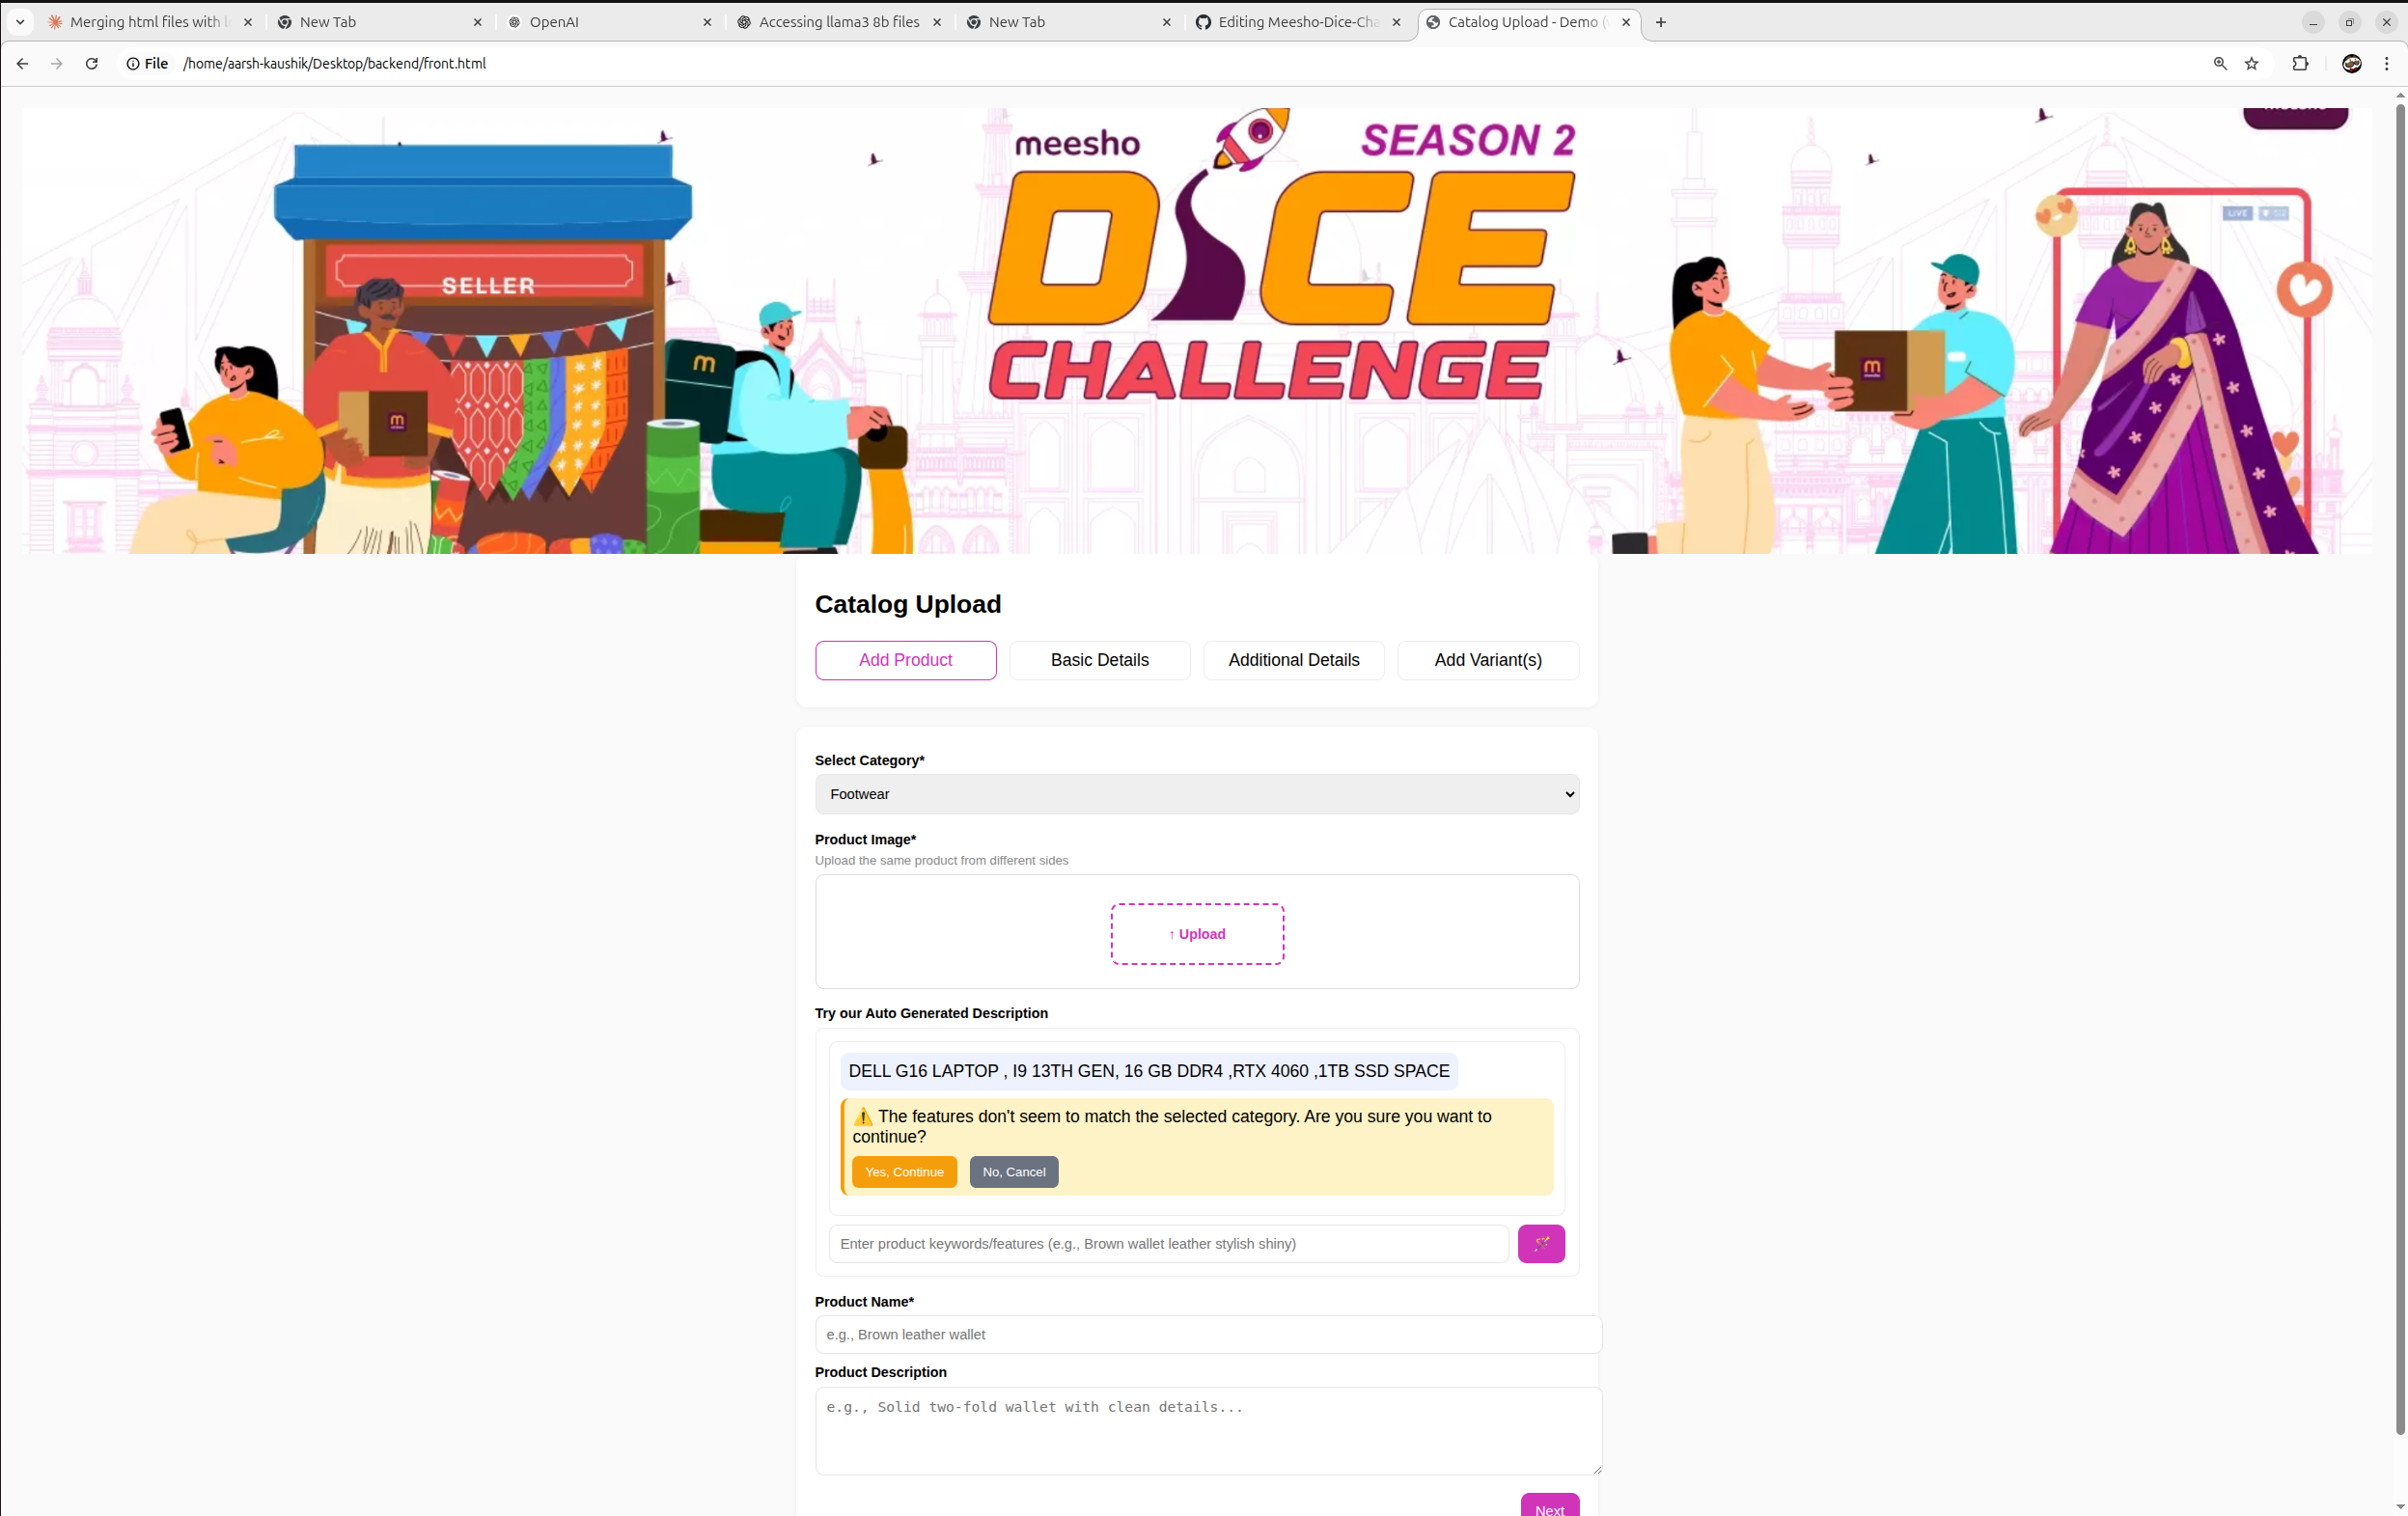 Merging html files with l
New Tab
OpenAI
Accessing llama3 8b files
New Tab
Editing Meesho-Dice-Cha
Catalog Upload - Demo (
File /home/aarsh-kaushik/Desktop/backend/front.html
meesho
SEASON 2
DICE
CHALLENGE
SELLER
LIVE
m
m
m
Catalog Upload
Add Product
Basic Details
Additional Details
Add Variant(s)
Select Category*
Footwear
Product Image*
Upload the same product from different sides
↑ Upload
Try our Auto Generated Description
DELL G16 LAPTOP , I9 13TH GEN, 16 GB DDR4 ,RTX 4060 ,1TB SSD SPACE
⚠️ The features don't seem to match the selected category. Are you sure you want to
continue?
Yes, Continue
No, Cancel
Enter product keywords/features (e.g., Brown wallet leather stylish shiny)
Product Name*
e.g., Brown leather wallet
Product Description
e.g., Solid two-fold wallet with clean details...
Next